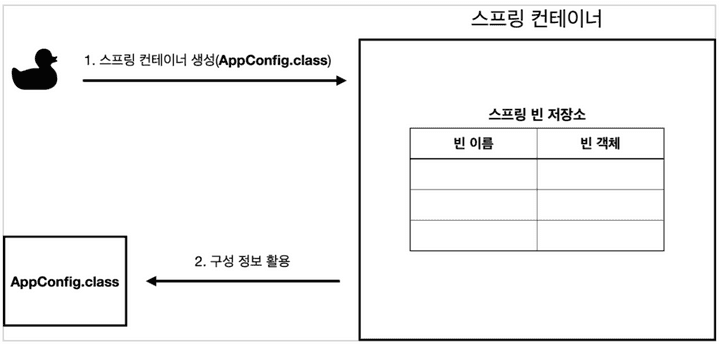 스프링 컨테이너
1. 스프링 컨테이너 생성(AppConfig.class)
스프링 빈 저장소
빈 이름 빈 객체
2. 구성 정보 활용
AppConfig.class